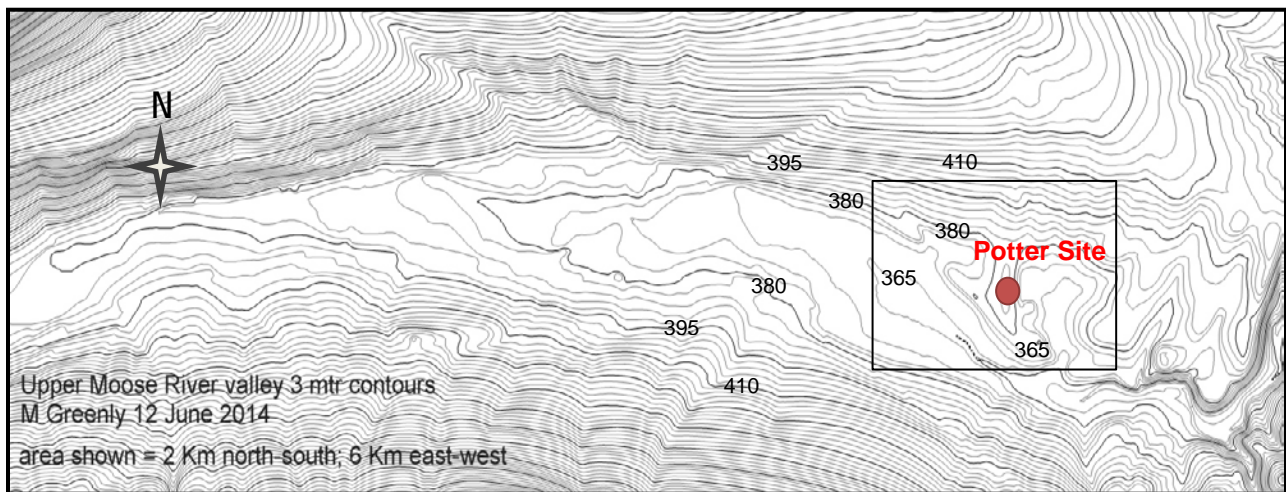 N
395
410
380
380
Potter Site
365
380
395
365
410
Upper Moose River valley 3 mtr contours
M Greenly 12 June 2014
area shown = 2 Km north-south; 6 Km east-west